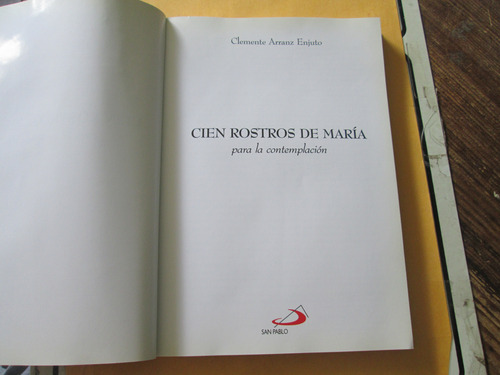 Clemente Arranz Enjuto
CIEN ROSTROS DE MARÍA
para la contemplación
SAN PABLO